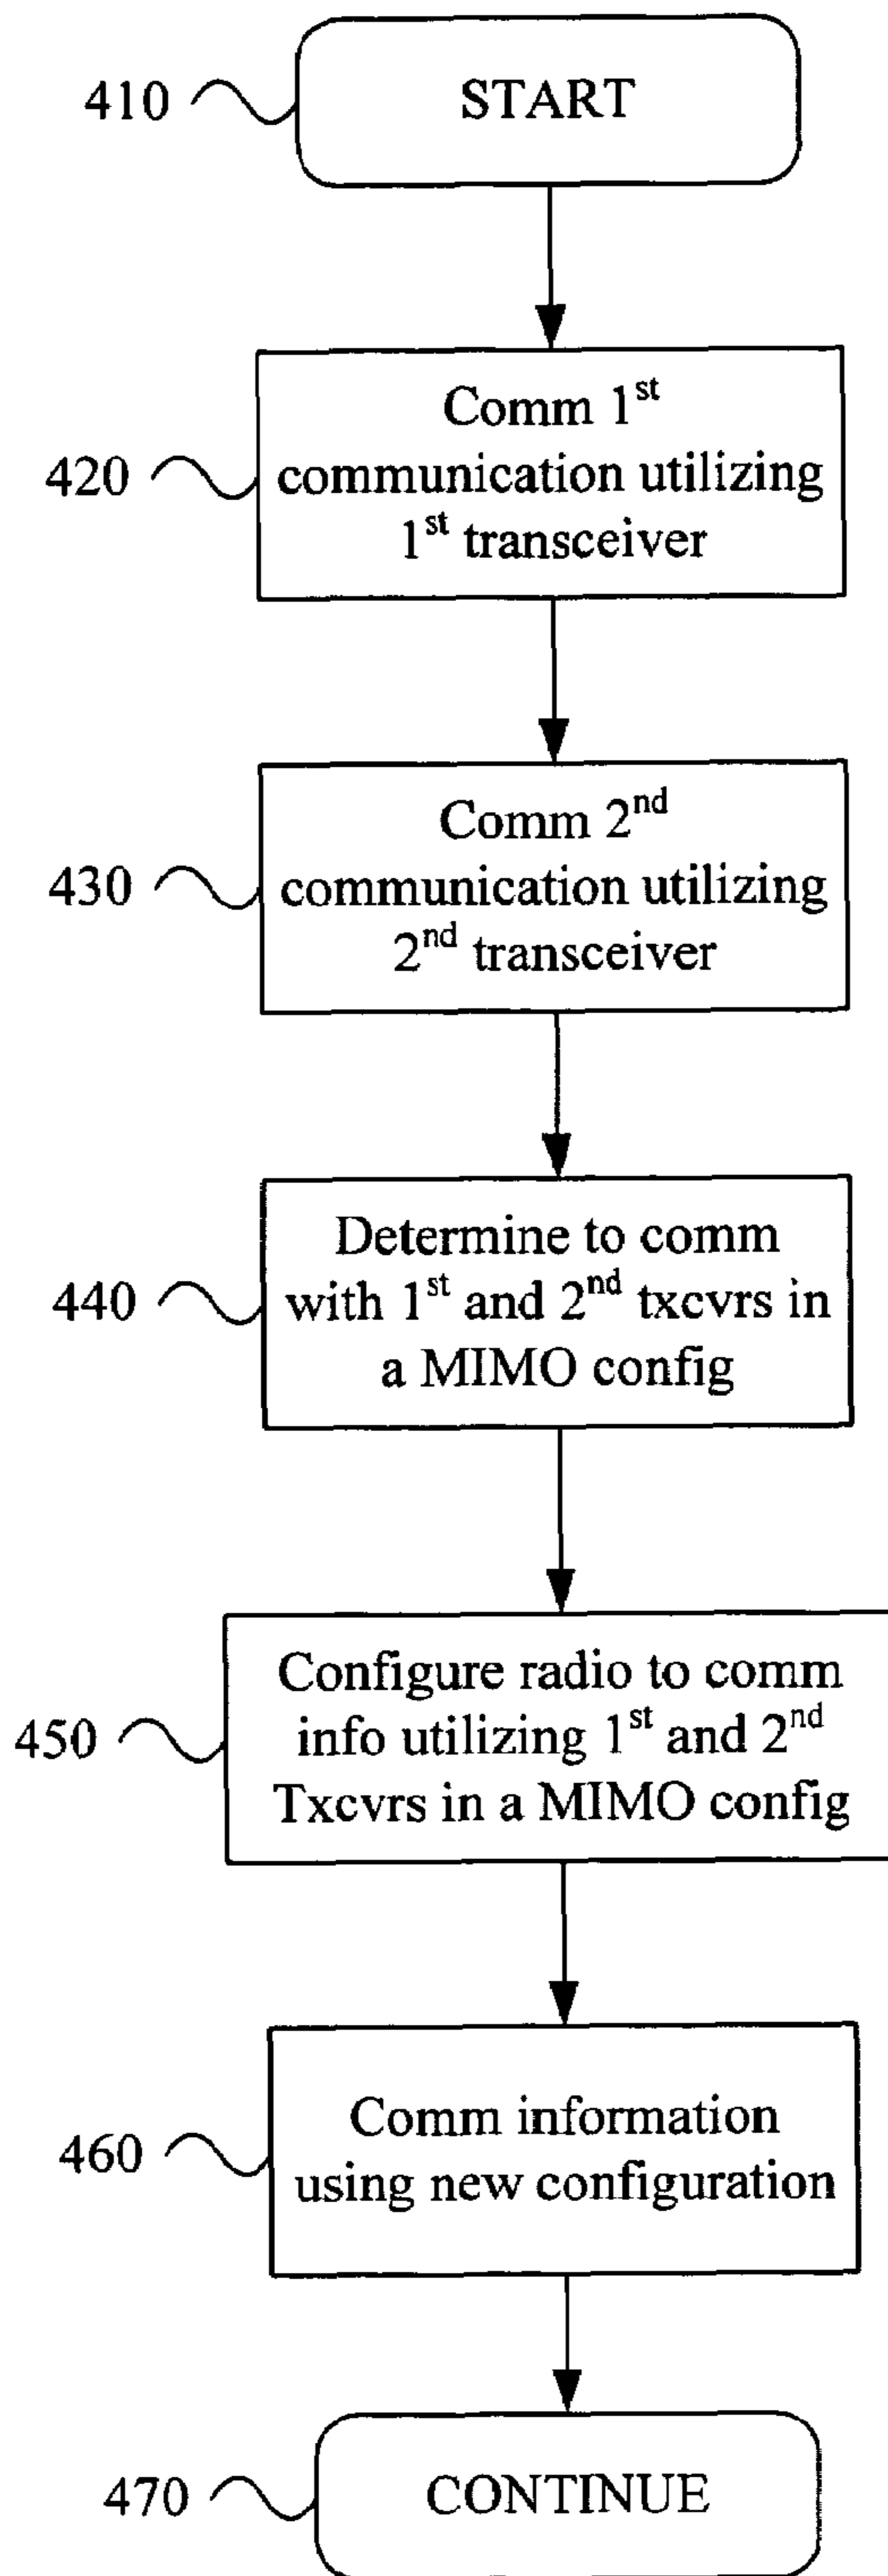 410 START
Comm 1st
420 communication utilizing
1st transceiver
Comm 2nd
430 communication utilizing
2nd transceiver
Determine to comm
440 with 1st and 2nd txcvrs in
a MIMO config
Configure radio to comm
450 info utilizing 1st and 2nd
Txcvrs in a MIMO config
Comm information
460 using new configuration
470 CONTINUE